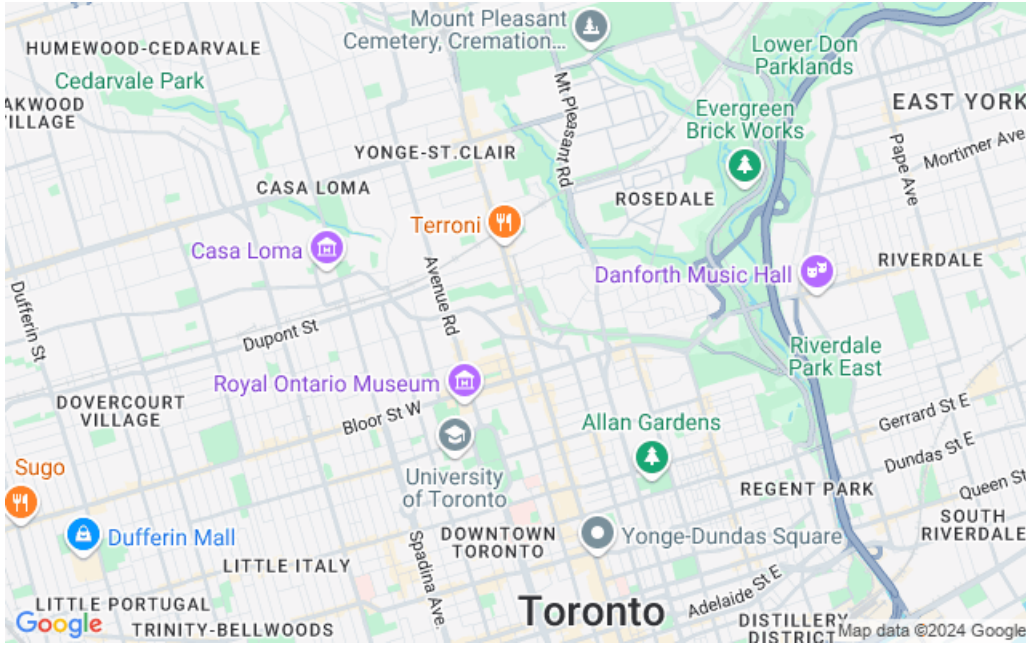 Mount Pleasant
Cemetery, Cremation...
HUMEWOOD-CEDARVALE
Lower Don
Parklands
Cedarvale Park
Mt Pleasant Rd
OAKWOOD
VILLAGE
Evergreen
Brick Works
EAST YORK
Pape Ave
Mortimer Ave
YONGE-ST.CLAIR
CASA LOMA
ROSEDALE
Terroni
Casa Loma
Avenue Rd
Danforth Music Hall
RIVERDALE
Dufferin St
Dupont St
Riverdale
Park East
Royal Ontario Museum
DOVERCOURT
VILLAGE
Bloor St W
Allan Gardens
Gerrard St E
Dundas St E
Sugo
University
of Toronto
REGENT PARK
Queen St
Dufferin Mall
DOWNTOWN
TORONTO
Yonge-Dundas Square
SOUTH
RIVERDALE
LITTLE ITALY
Spadina Ave.
Adelaide St E
LITTLE PORTUGAL
Google
TRINITY-BELLWOODS
Toronto
DISTILLERY
DISTRICT
Map data ©2024 Google